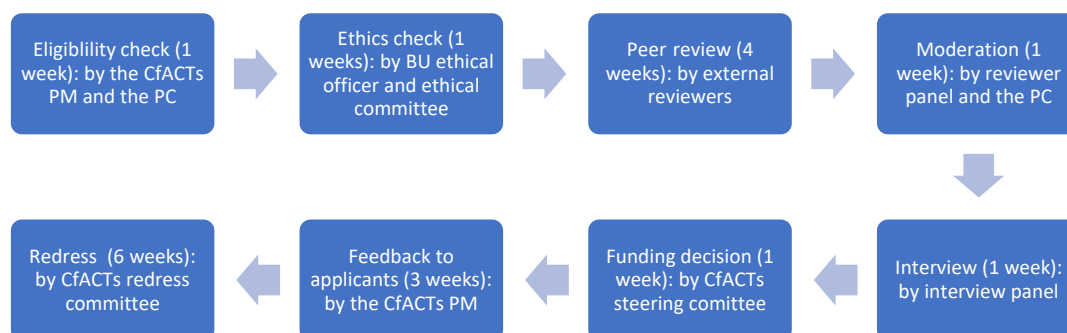 Eligiblility check (1
week): by the CfACTs
PM and the PC
Ethics check (1
weeks): by BU ethical
officer and ethical
committee
Peer review (4
weeks): by external
reviewers
Moderation (1
week): by reviewer
panel and the PC
Interview (1 week):
by interview panel
Funding decision (1
week): by CfACTs
steering comittee
Feedback to
applicants (3 weeks):
by the CfACTs PM
Redress (6 weeks):
by CfACTs redress
committee